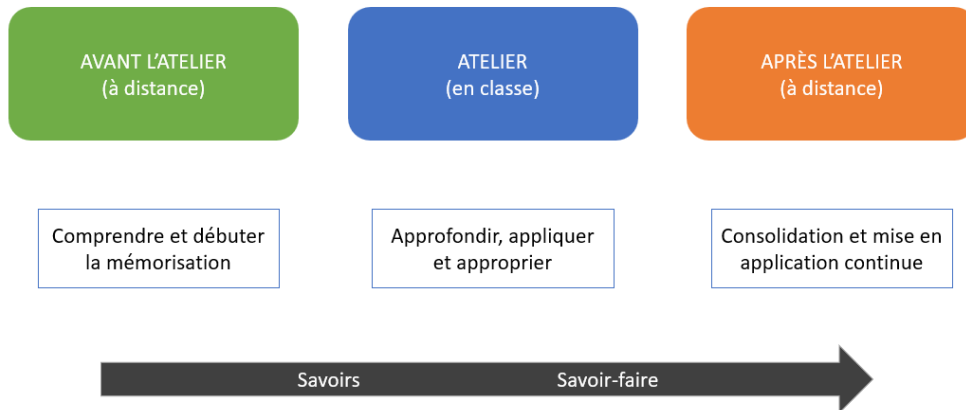 AVANT L’ATELIER
(à distance)
ATELIER
(en classe)
APRÈS L’ATELIER
(à distance)
Comprendre et débuter
la mémorisation
Approfondir, appliquer
et approprier
Consolidation et mise en
application continue
Savoirs
Savoir-faire